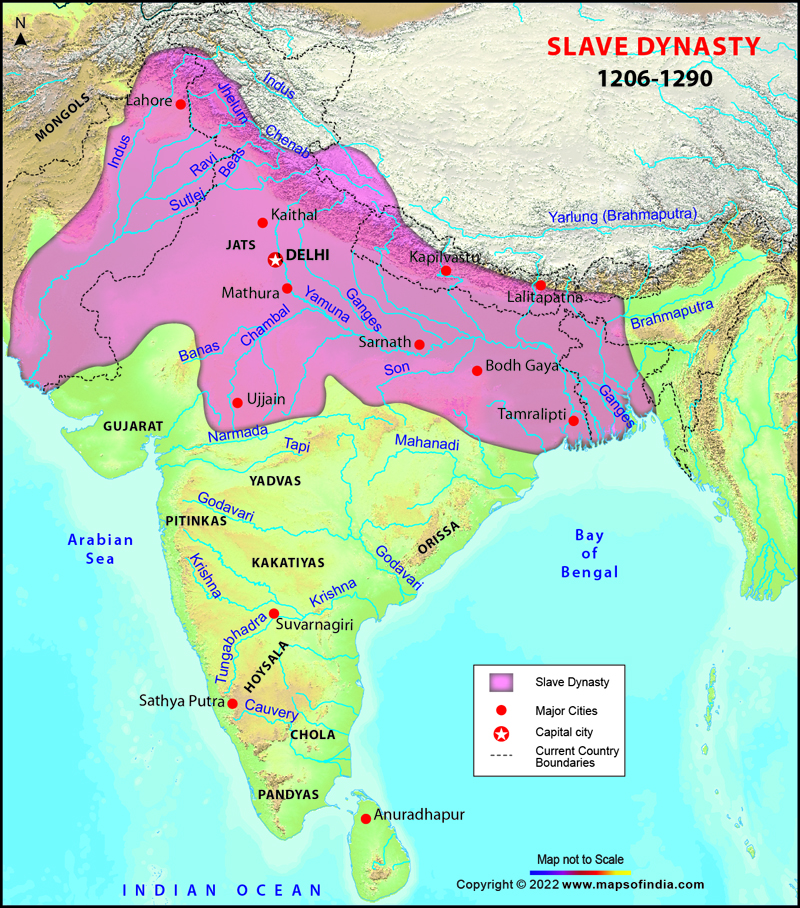 N
SLAVE DYNASTY
1206-1290
MONGOLS
Lahore
Indus
Jhelum
Chenab
Indus
Ravi
Beas
Sutlej
Yarlung (Brahmaputra)
Kaithal
JATS
DELHI
Kapilvastu
Lalitapatna
Mathura
Yamuna
Ganges
Brahmaputra
Banas
Chambal
Sarnath
Son
Bodh Gaya
Ujjain
Tamralipti
Ganges
GUJARAT
Narmada
Tapi
Mahanadi
YADVAS
Godavari
PITINKAS
ORISSA
Arabian
Sea
Bay
of
Bengal
KAKATIYAS
Godavari
Krishna
Krishna
Suvarnagiri
Tungabhadra
HOYSALA
Sathya Putra
Cauvery
CHOLA
PANDYAS
Anuradhapur
Slave Dynasty
Major Cities
Capital city
Current Country
Boundaries
Map not to Scale
Copyright © 2022 www.mapsofindia.com
INDIAN OCEAN